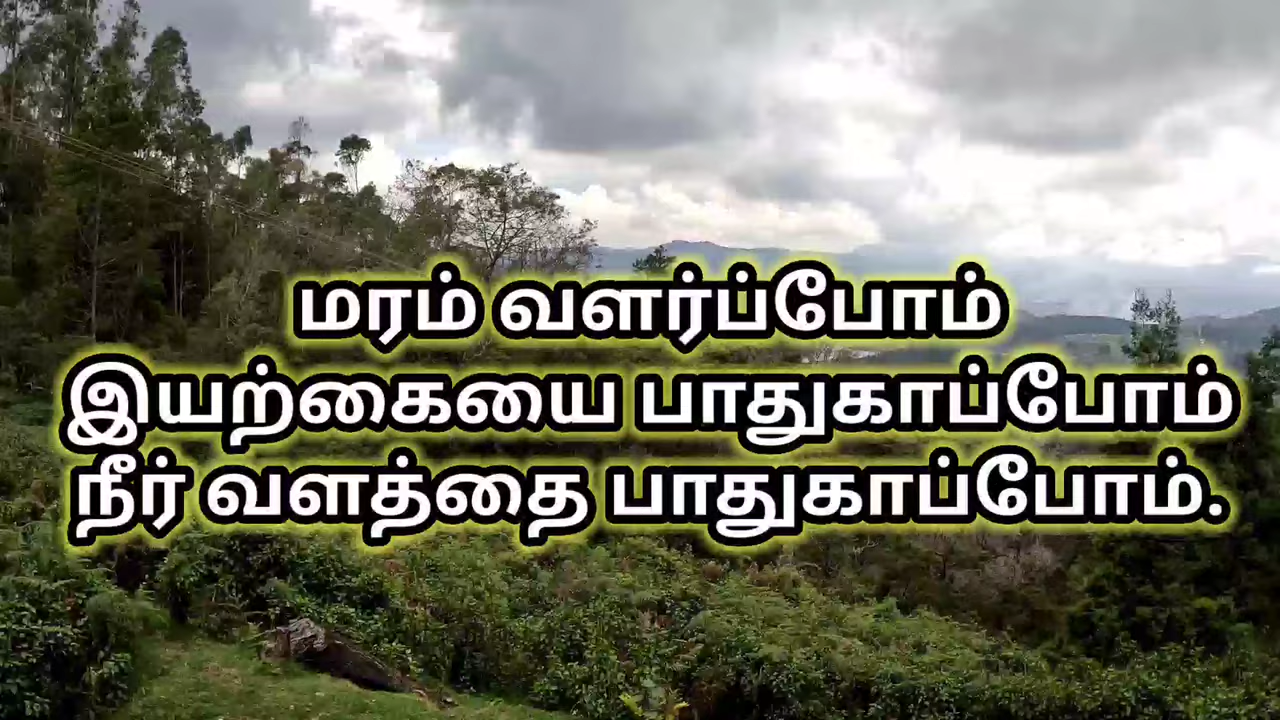 மரம் வளர்ப்போம்
இயற்கையை பாதுகாப்போம்
நீர் வளத்தை பாதுகாப்போம்.